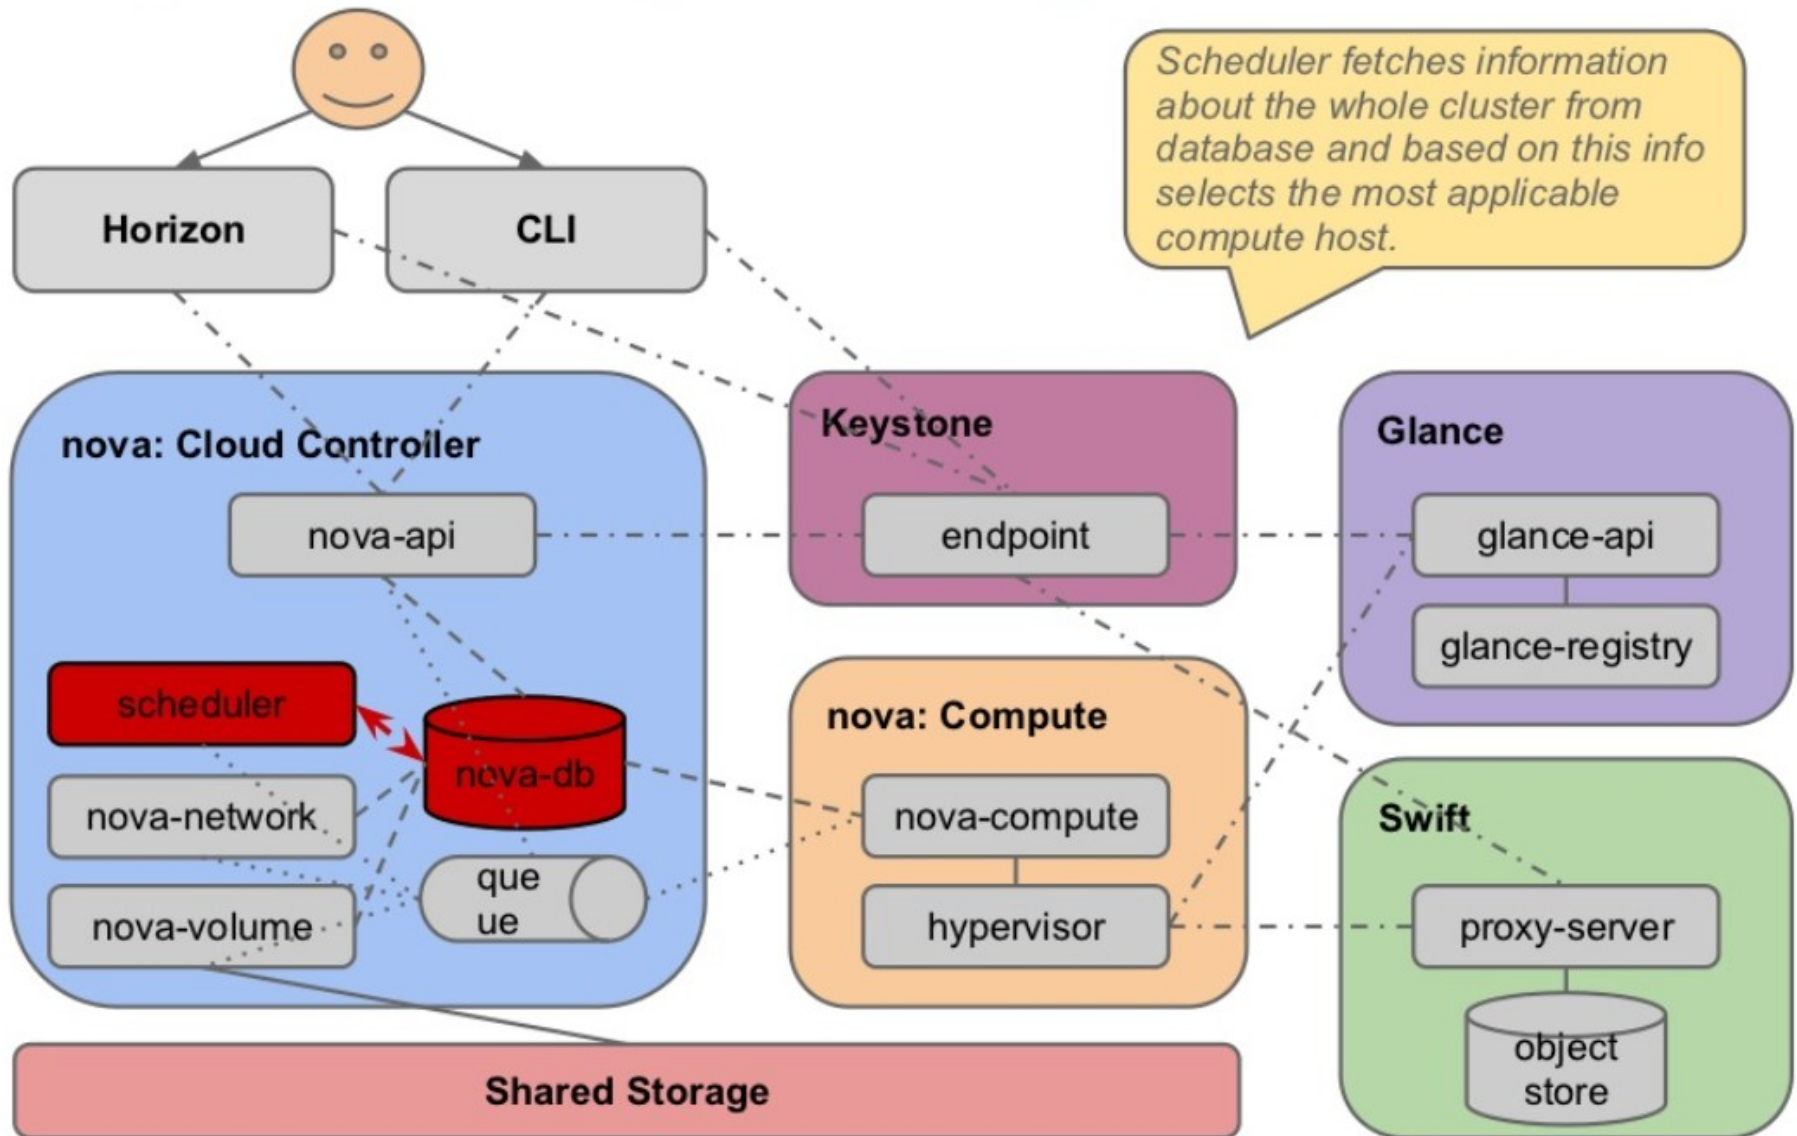 Scheduler fetches information
about the whole cluster from
database and based on this info
selects the most applicable
compute host.
Horizon
CLI
nova: Cloud Controller
nova-api
scheduler
nova-db
nova-network
que
ue
nova-volume
Keystone
endpoint
nova: Compute
nova-compute
hypervisor
Glance
glance-api
glance-registry
Swift
proxy-server
object
store
Shared Storage